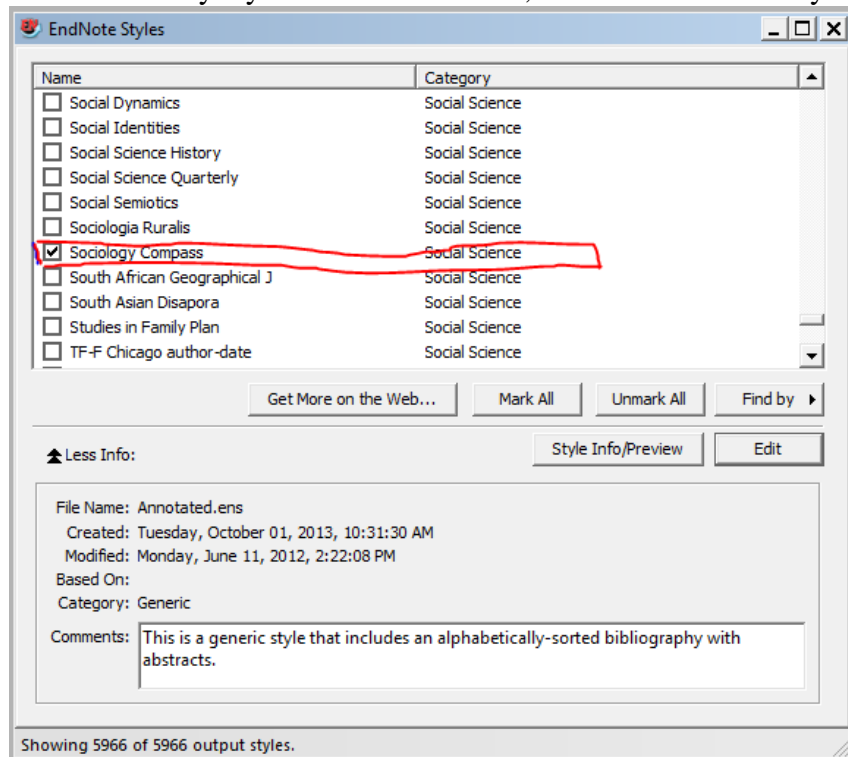 EndNote Styles
Name Category
Social Dynamics Social Science
Social Identities Social Science
Social Science History Social Science
Social Science Quarterly Social Science
Social Semiotics Social Science
Sociologia Ruralis Social Science
Sociology Compass Social Science
South African Geographical J Social Science
South Asian Disapora Social Science
Studies in Family Plan Social Science
TF-F Chicago author-date Social Science
Get More on the Web... Mark All Unmark All Find by
Less Info: Style Info/Preview Edit
File Name: Annotated.ens
Created: Tuesday, October 01, 2013, 10:31:30 AM
Modified: Monday, June 11, 2012, 2:22:08 PM
Based On:
Category: Generic
Comments: This is a generic style that includes an alphabetically-sorted bibliography with
abstracts.
Showing 5966 of 5966 output styles.